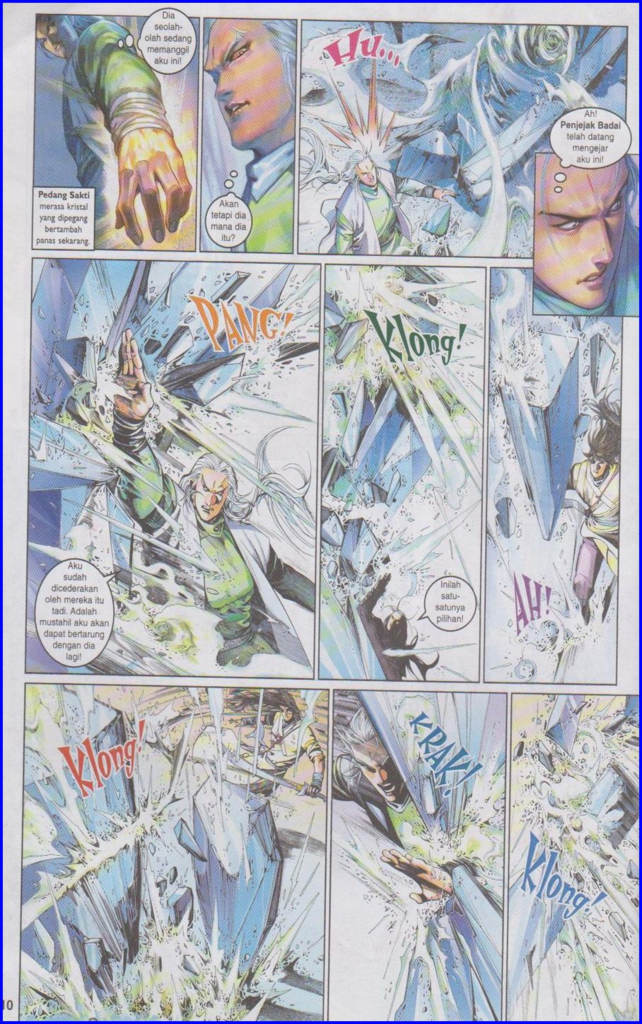 Dia
seolah-
olah sedang
memanggil
aku ini!
Pedang Sakti
merasa kristal
yang dipegang
bertambah
panas sekarang.
Akan
tetapi dia
mana dia
itu?
Hu...
Ah!
Penjejak Badai
telah datang
mengejar
aku ini!
PANG!
Aku
sudah
dicederakan
oleh mereka itu
tadi. Adalah
mustahil aku akan
dapat bertarung
dengan dia
lagi!
Klong!
Inilah
satu-
satunya
pilihan!
AH!
Klong!
KRAK!
Klong!
10